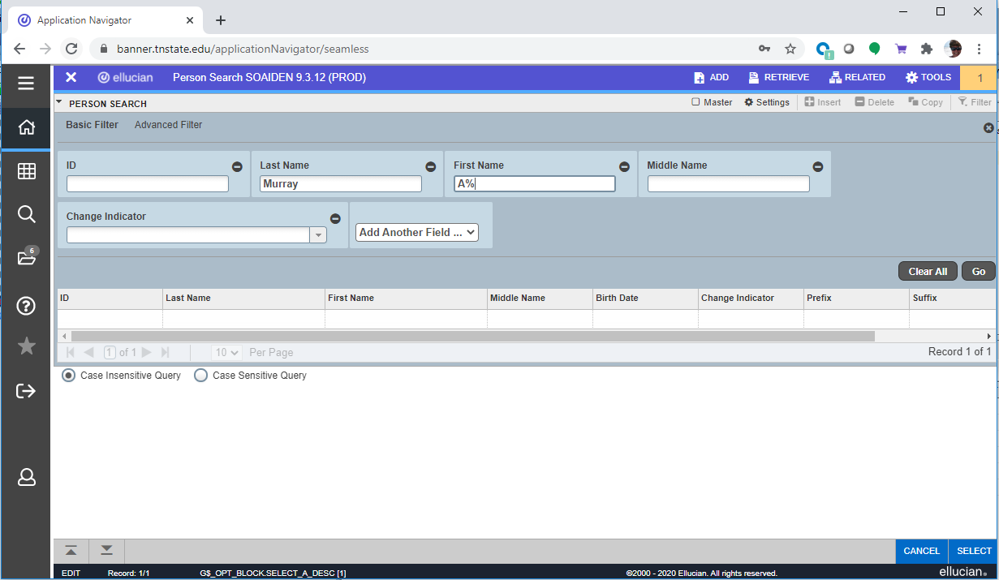 Application Navigator
banner.tnstate.edu/applicationNavigator/seamless
ellucian Person Search SOAIDEN 9.3.12 (PROD) ADD RETRIEVE RELATED TOOLS 1
PERSON SEARCH Master Settings Insert Delete Copy Filter
Basic Filter Advanced Filter
ID Last Name First Name Middle Name
Murray A%
Change Indicator
Add Another Field ...
6
Clear All Go
ID Last Name First Name Middle Name Birth Date Change Indicator Prefix Suffix
1 of 1 10 Per Page Record 1 of 1
Case Insensitive Query Case Sensitive Query
CANCEL SELECT
EDIT Record: 1/1 G$_OPT_BLOCK.SELECT_A_DESC [1] ©2000 - 2020 Ellucian. All rights reserved. ellucian